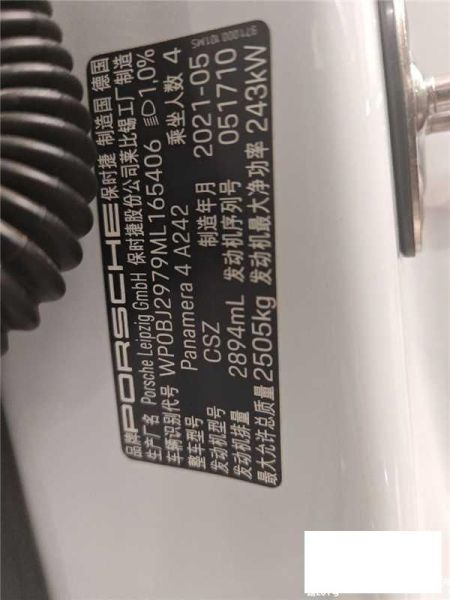 971.000.101.M5
品牌 PORSCHE 保时捷 制造国 德国
生产厂名 Porsche Leipzig GmbH 保时捷股份公司莱比锡工厂制造
车辆识别代号 WP0BJ2979ML165406 1,0%
整车型号 Panamera 4 A242 乘坐人数 4
发动机型号 CSZ 制造年月 2021-05
发动机排量 2894mL 发动机序列号 051710
最大允许总质量 2505kg 发动机最大净功率 243kW